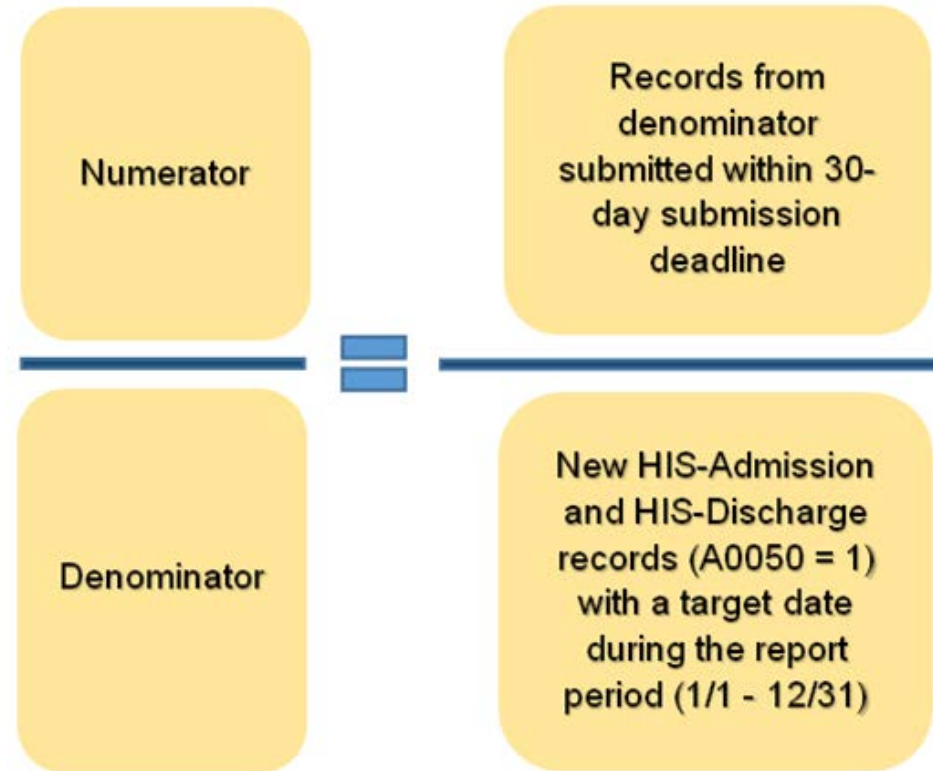 Numerator
Records from
denominator
submitted within 30-
day submission
deadline
Denominator
New HIS-Admission
and HIS-Discharge
records (A0050 = 1)
with a target date
during the report
period (1/1 - 12/31)